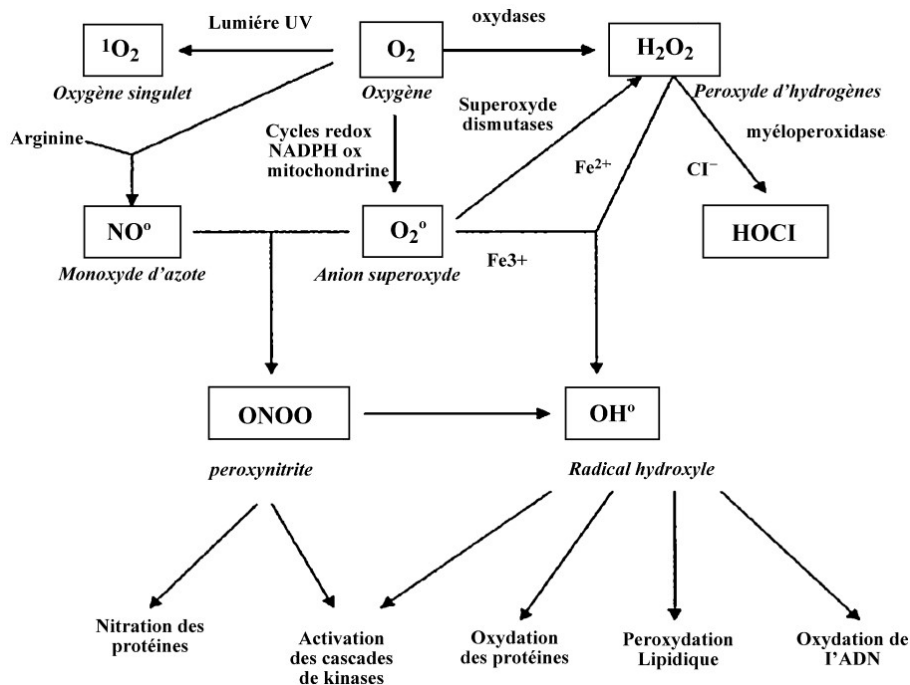 Lumiére UV
oxydases
¹O₂
O₂
H₂O₂
Oxygène singulet
Oxygène
Peroxyde d'hydrogènes
Superoxyde
dismutases
Arginine
Cycles redox
NADPH ox
mitochondrine
myéloperoxidase
Fe²⁺
CI⁻
NOº
O₂º
HOCI
Monoxyde d'azote
Anion superoxyde
Fe3+
ONOO
OHº
peroxynitrite
Radical hydroxyle
Nitration des
protéines
Activation
des cascades
de kinases
Oxydation
des protéines
Peroxydation
Lipidique
Oxydation de
I'ADN